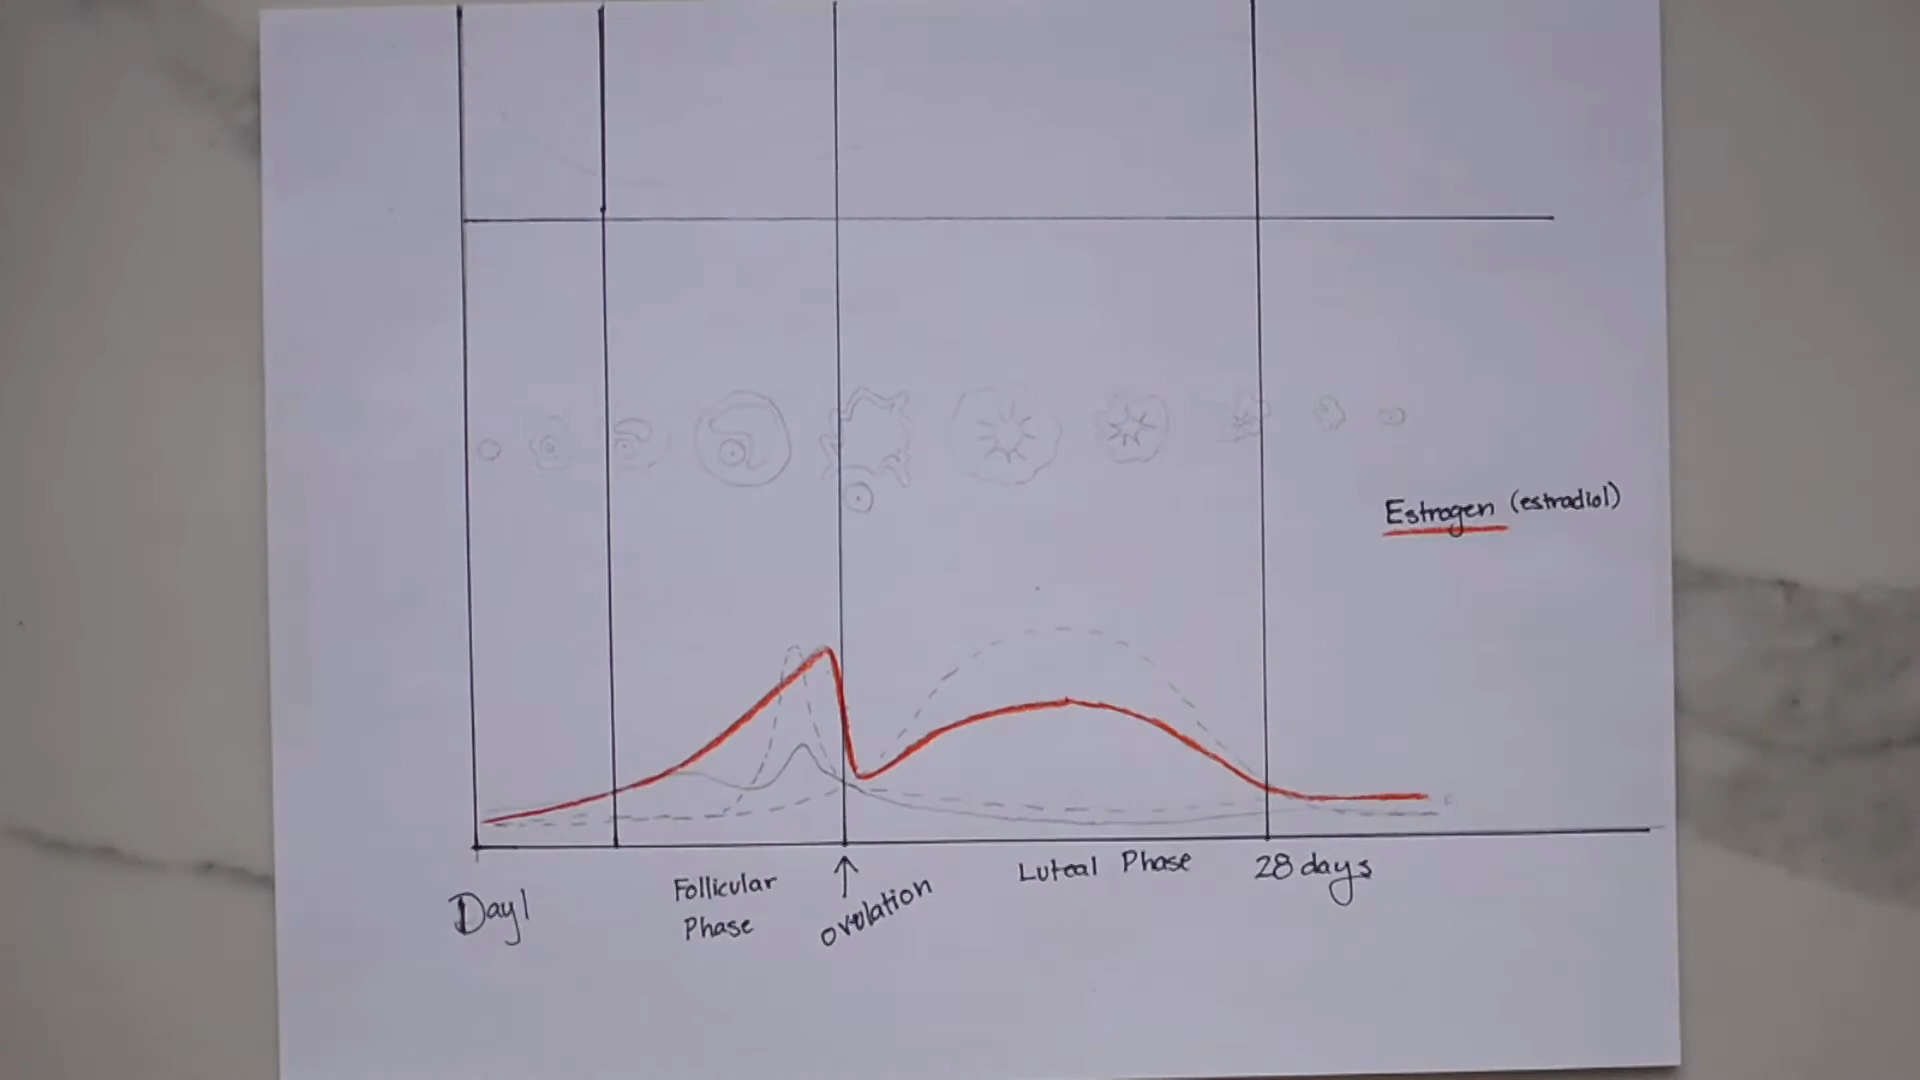 Estrogen (estradiol)
Day 1
Follicular
Phase
ovulation
Luteal Phase
28 days